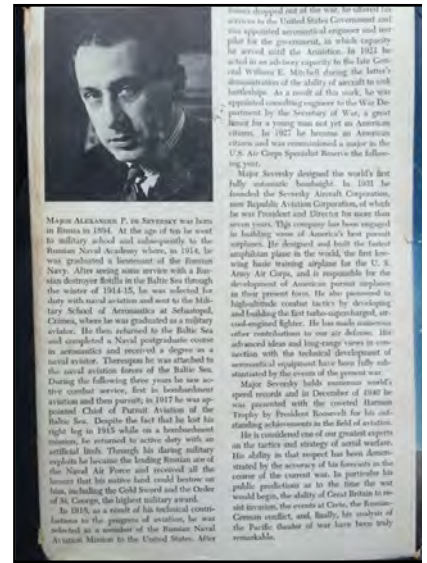 MAJOR ALEXANDER P. DE SEVERSKY was born
in Russia in 1894. At the age of ten he went
to military school and subsequently to the
Russian Naval Academy where, in 1914, he
was graduated a lieutenant of the Russian
Navy. After seeing some service with a Rus-
sian destroyer flotilla in the Baltic Sea through
the winter of 1914-15, he was selected for
duty with naval aviation and sent to the Mili-
tary School of Aeronautics at Sebastopol,
Crimea, where he was graduated as a military
aviator. He then returned to the Baltic Sea
and completed a Naval postgraduate course
in aeronautics and received a degree as a
naval aviator. Thereupon he was attached to
the naval aviation forces of the Baltic Sea.
During the following three years he saw ac-
tive combat service, first in bombardment
aviation and then pursuit; in 1917 he was ap-
pointed Chief of Pursuit Aviation of the
Baltic Sea. Despite the fact that he lost his
right leg in 1915 while on a bombardment
mission, he returned to active duty with an
artificial limb. Through his daring military
exploits he became the leading Russian ace of
the Naval Air Force and received all the
honors that his native land could bestow on
him, including the Gold Sword and the Order
of St. George, the highest military award.
In 1918, as a result of his technical contri-
butions to the progress of aviation, he was
selected as a member of the Russian Naval
Aviation Mission to the United States. After
dropped out of the war, he offered his
services to the United States Government and
was appointed aeronautical engineer and test
pilot for the government, in which capacity
he served until the Armistice. In 1921 he
acted in an advisory capacity to the late Gen-
eral William E. Mitchell during the latter's
demonstration of the ability of aircraft to sink
battleships. As a result of this work, he was
appointed consulting engineer to the War De-
partment by the Secretary of War, a great
honor for a young man not yet an American
citizen. In 1927 he became an American
citizen and was commissioned a major in the
U.S. Air Corps Specialist Reserve the follow-
ing year.
Major Seversky designed the world's first
fully automatic bombsight. In 1931 he
founded the Seversky Aircraft Corporation,
now Republic Aviation Corporation, of which
he was President and Director for more than
seven years. This company has been engaged
in building some of America's best pursuit
airplanes. He designed and built the fastest
amphibian plane in the world, the first low-
wing basic training airplane for the U. S.
Army Air Corps, and is responsible for the
development of American pursuit airplanes
in their present form. He also pioneered in
high-altitude combat tactics by developing
and building the first turbo-supercharged, air-
cooled-engined fighter. He has made numerous
other contributions to our air defense. His
advanced ideas and long-range views in con-
nection with the technical development of
aeronautical equipment have been fully sub-
stantiated by the events of the present war.
Major Seversky holds numerous world's
speed records and in December of 1940 he
was presented with the coveted Harmon
Trophy by President Roosevelt for his out-
standing achievements in the field of aviation.
He is considered one of our greatest experts
on the tactics and strategy of aerial warfare.
His ability in that respect has been demon-
strated by the accuracy of his forecasts in the
course of the current war. In particular his
public predictions as to the time the war
would begin, the ability of Great Britain to re-
sist invasion, the events at Crete, the Russian-
German conflict, and, finally, his analysis of
the Pacific theater of war have been truly
remarkable.